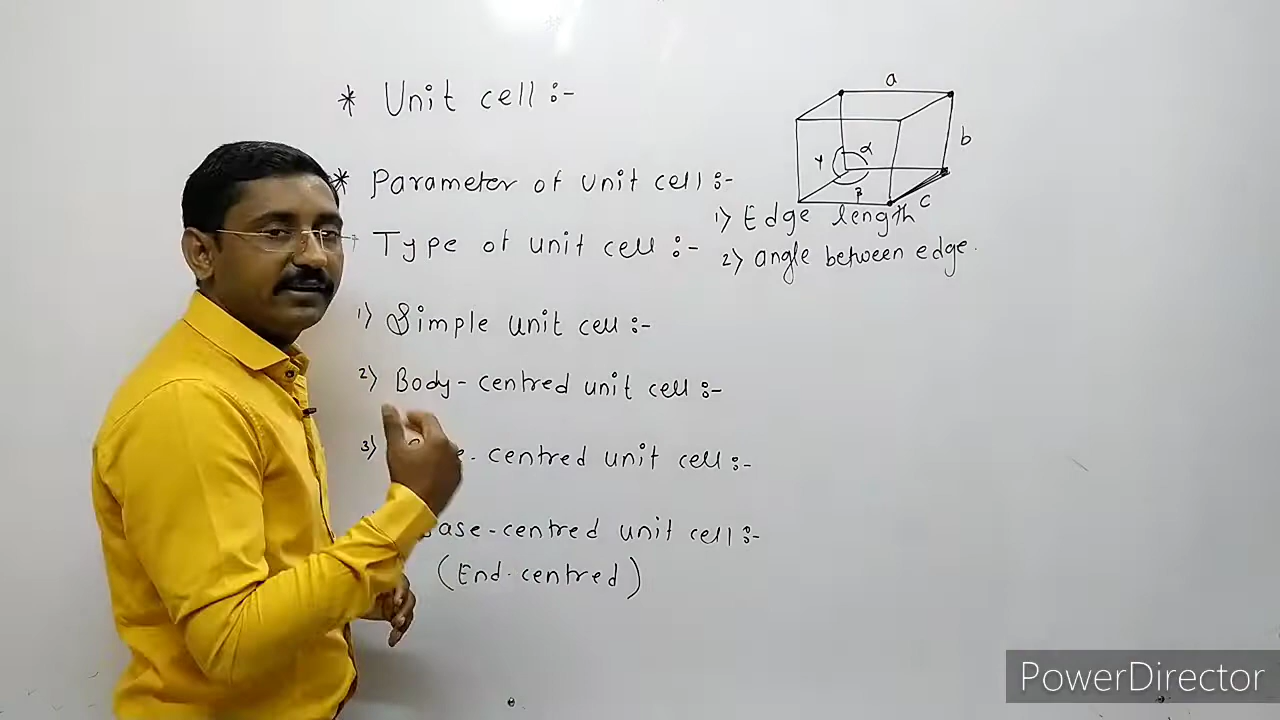 * Unit cell :-
a
b
α
γ
β
c
* Parameter of unit cell :-
1) Edge length
2) angle between edge.
Type of unit cell :-
1) Simple unit cell :-
2) Body-centred unit cell :-
3) centred unit cell :-
Base-centred unit cell :-
(End-centred)
PowerDirector